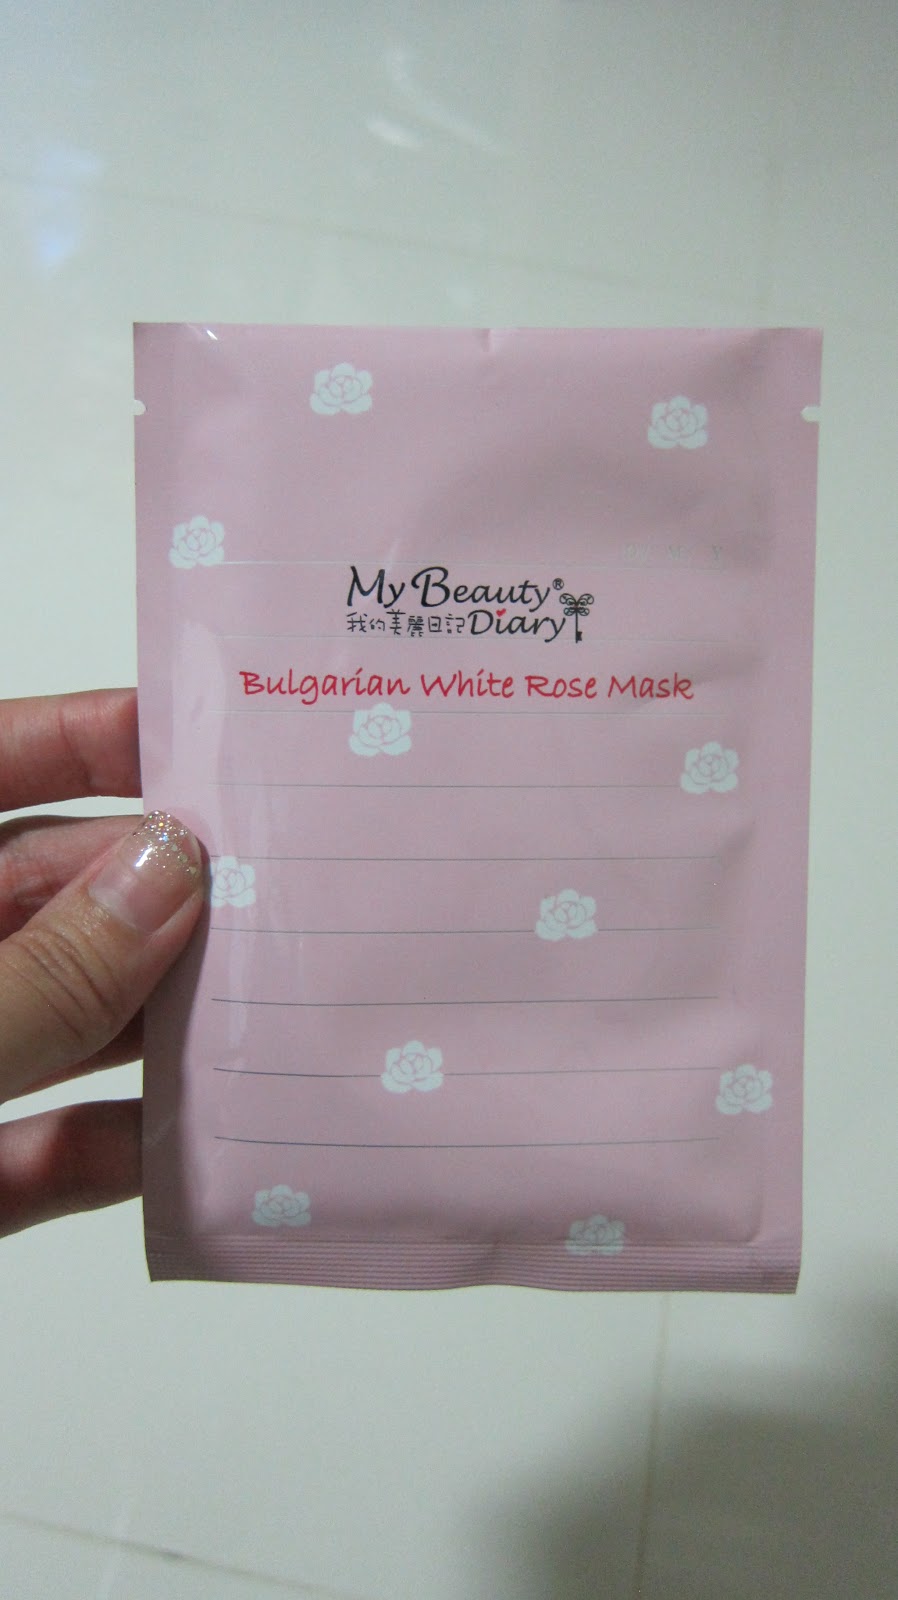 My Beauty®
我的美麗日記 Diary
Bulgarian White Rose Mask